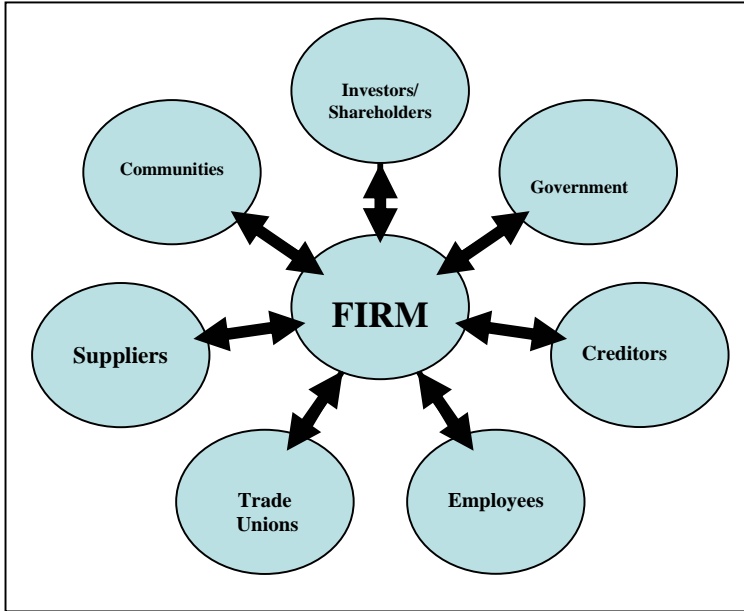 Investors/
Shareholders
Communities
Government
FIRM
Suppliers
Creditors
Trade
Unions
Employees